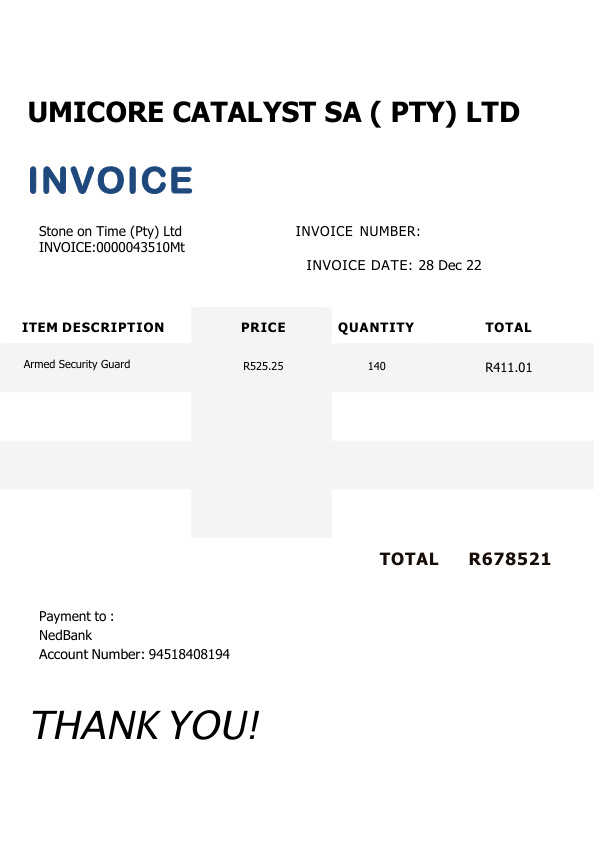 UMICORE CATALYST SA ( PTY) LTD
INVOICE
Stone on Time (Pty) Ltd
INVOICE:0000043510Mt
INVOICE NUMBER:
INVOICE DATE: 28 Dec 22
ITEM DESCRIPTION PRICE QUANTITY TOTAL
Armed Security Guard R525.25 140 R411.01
TOTAL R678521
Payment to :
NedBank
Account Number: 94518408194
THANK YOU!